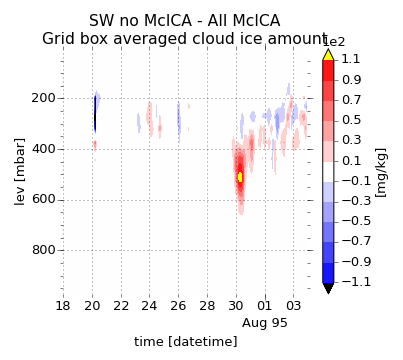 SW no McICA - All McICA
Grid box averaged cloud ice amount
1e2
1.1
0.9
0.7
0.5
0.3
0.1
−0.1
−0.2
−0.5
−0.7
−0.9
−1.1
[mg/kg]
lev [mbar]
200
400
600
800
18 20 22 24 26 28 30 01 03
Aug 95
time [datetime]